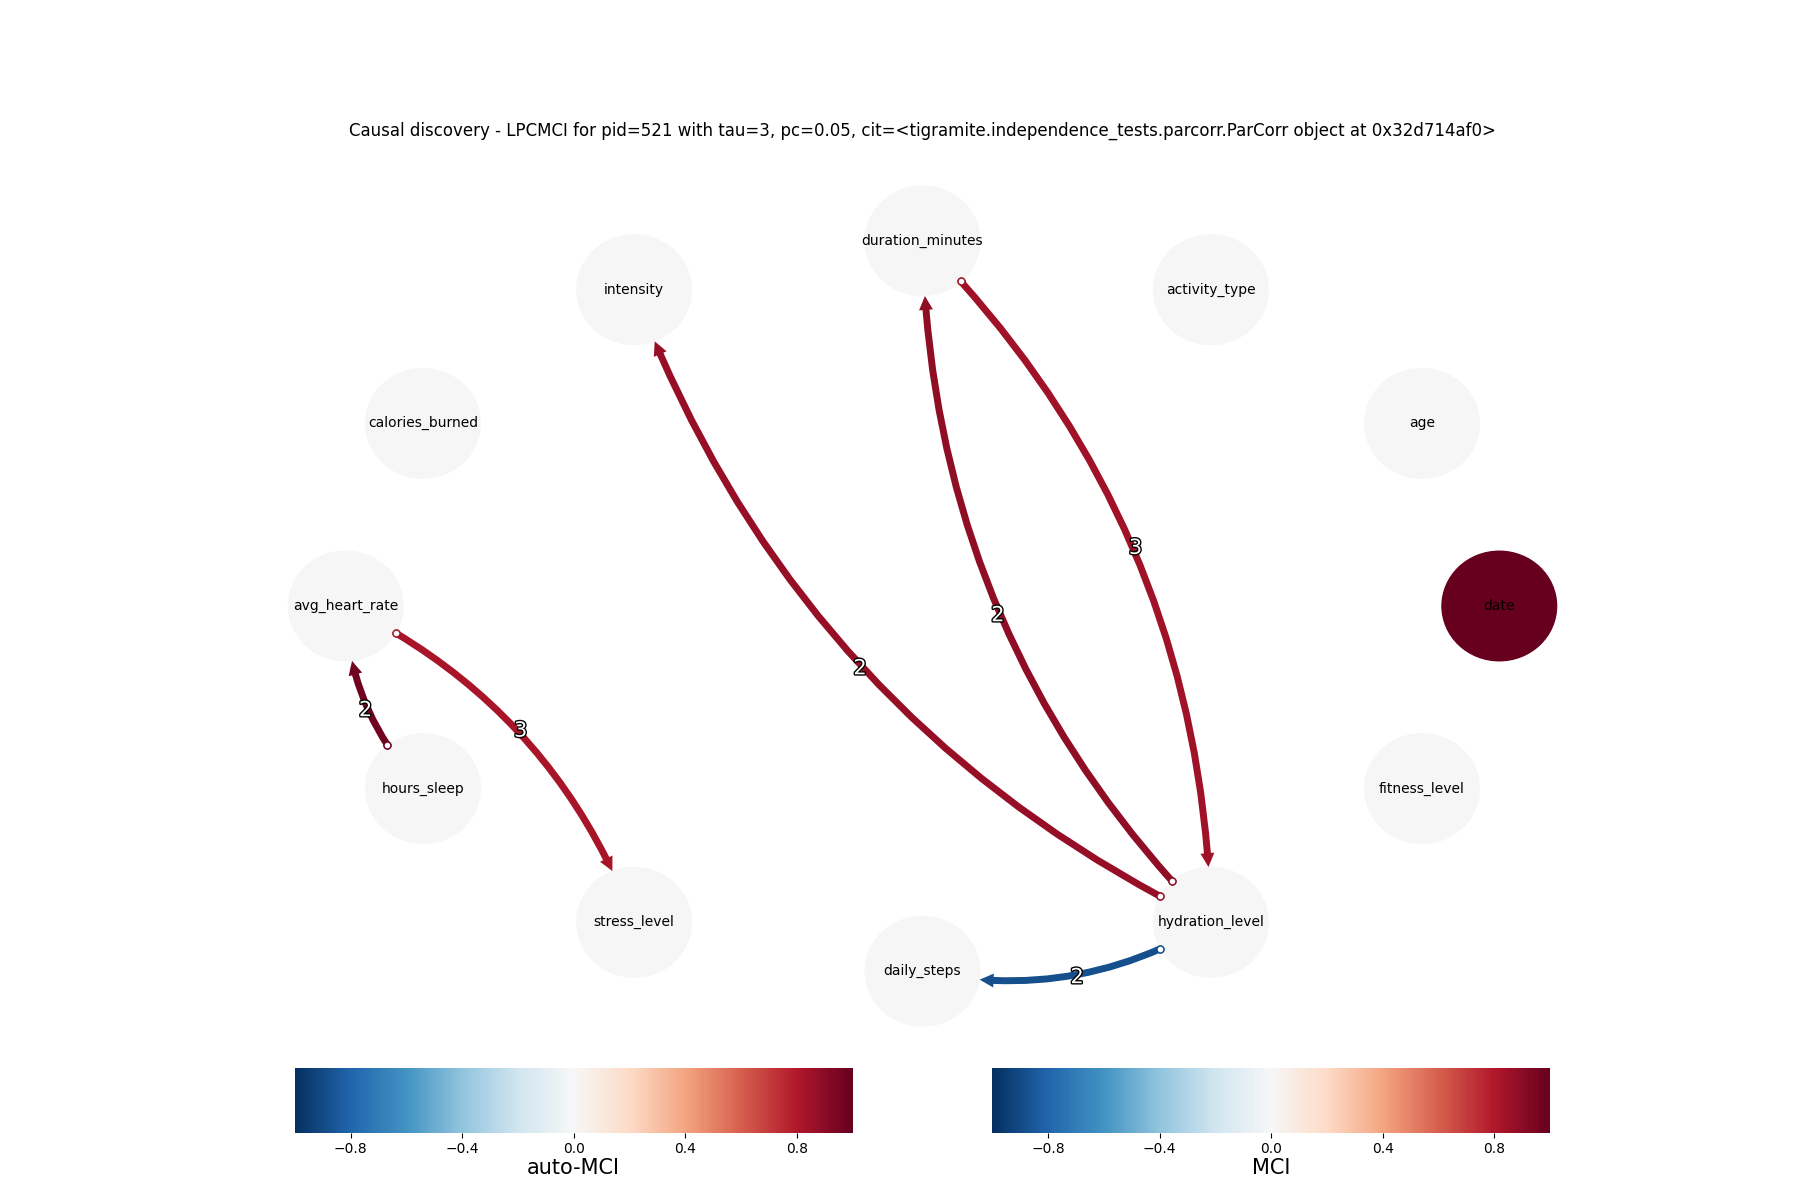 Causal discovery - LPCMCI for pid=521 with tau=3, pc=0.05, cit=<tigramite.independence_tests.parcorr.ParCorr object at 0x32d714af0>
duration_minutes
intensity
activity_type
calories_burned
age
3
avg_heart_rate
date
2
2
2
3
hours_sleep
fitness_level
stress_level
hydration_level
daily_steps
2
−0.8 −0.4 0.0 0.4 0.8
auto-MCI
−0.8 −0.4 0.0 0.4 0.8
MCI